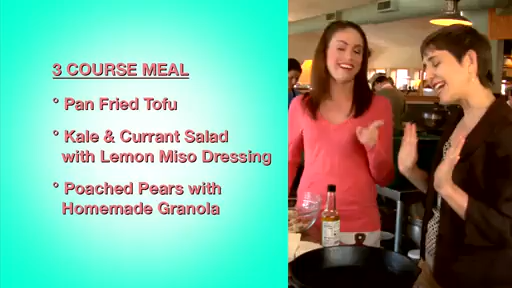 3 COURSE MEAL
° Pan Fried Tofu
° Kale & Currant Salad
with Lemon Miso Dressing
° Poached Pears with
Homemade Granola